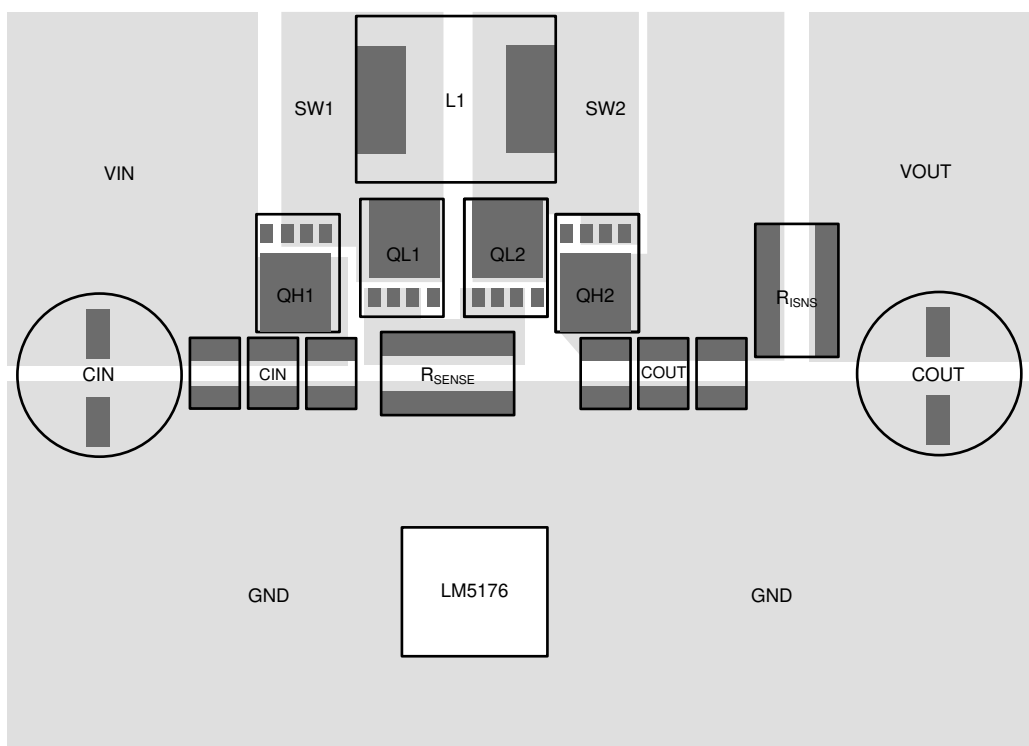 L1
SW1
SW2
VIN
VOUT
QL1
QL2
QH1
QH2
RISNS
CIN
CIN
RSENSE
COUT
COUT
LM5176
GND
GND